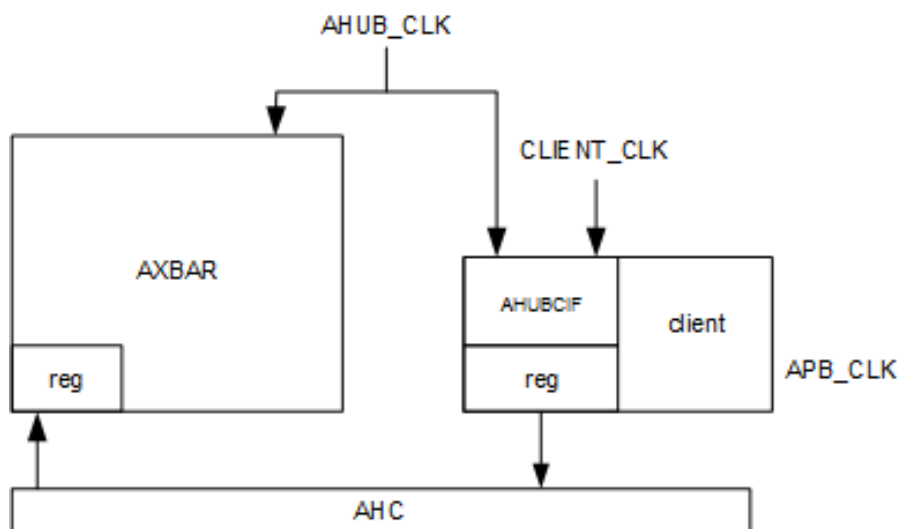 AHUB_CLK
CLIENT_CLK
AXBAR
AHUBCIF
client
reg
reg
APB_CLK
AHC